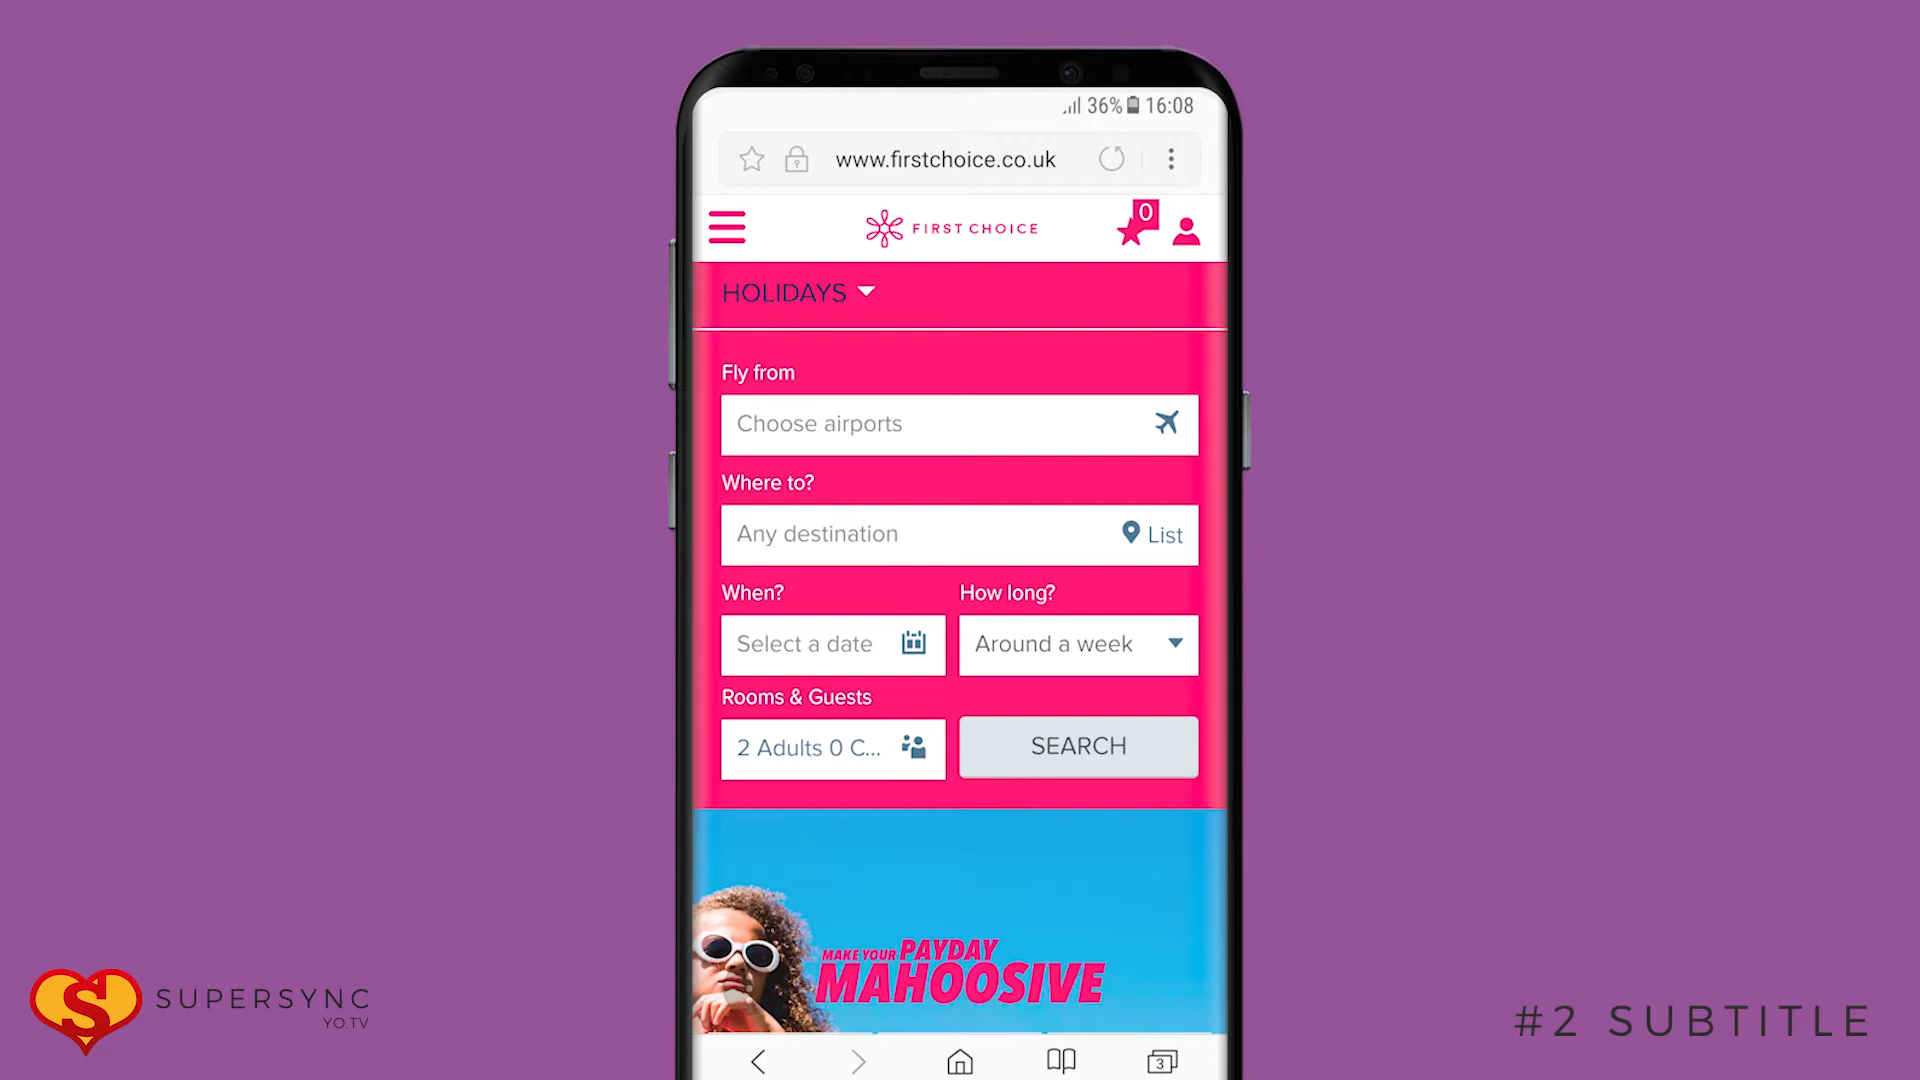 36% 16:08
www.firstchoice.co.uk
0
FIRST CHOICE
HOLIDAYS
Fly from
Choose airports
Where to?
Any destination
List
When?
How long?
Select a date
Around a week
Rooms & Guests
2 Adults 0 C...
SEARCH
MAKE YOUR PAYDAY
MAHOOSIVE
3
S
SUPERSYNC
YO.TV
#2 SUBTITLE